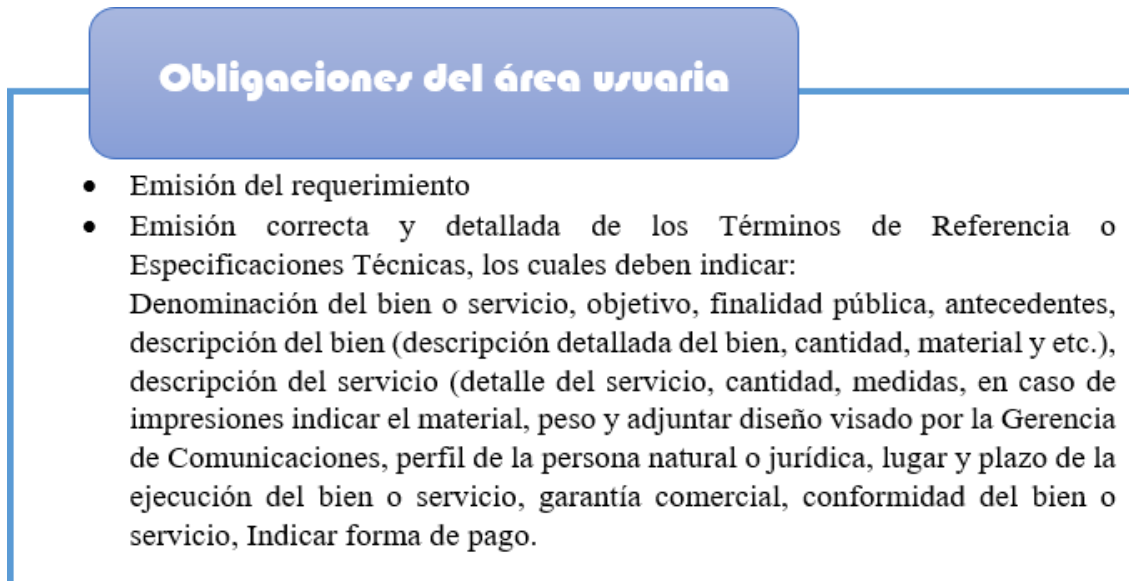 Obligaciones del área usuaria
• Emisión del requerimiento
• Emisión correcta y detallada de los Términos de Referencia o
Especificaciones Técnicas, los cuales deben indicar:
Denominación del bien o servicio, objetivo, finalidad pública, antecedentes,
descripción del bien (descripción detallada del bien, cantidad, material y etc.),
descripción del servicio (detalle del servicio, cantidad, medidas, en caso de
impresiones indicar el material, peso y adjuntar diseño visado por la Gerencia
de Comunicaciones, perfil de la persona natural o jurídica, lugar y plazo de la
ejecución del bien o servicio, garantía comercial, conformidad del bien o
servicio, Indicar forma de pago.